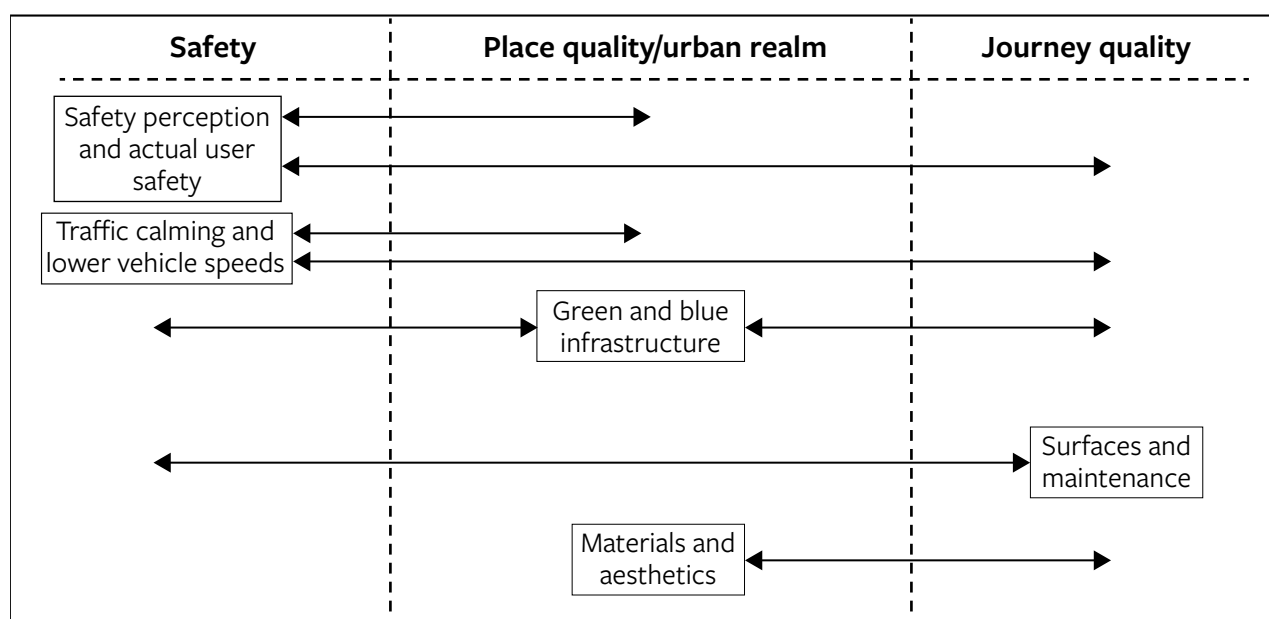 Safety
Place quality/urban realm
Journey quality
Safety perception
and actual user
safety
Traffic calming and
lower vehicle speeds
Green and blue
infrastructure
Surfaces and
maintenance
Materials and
aesthetics